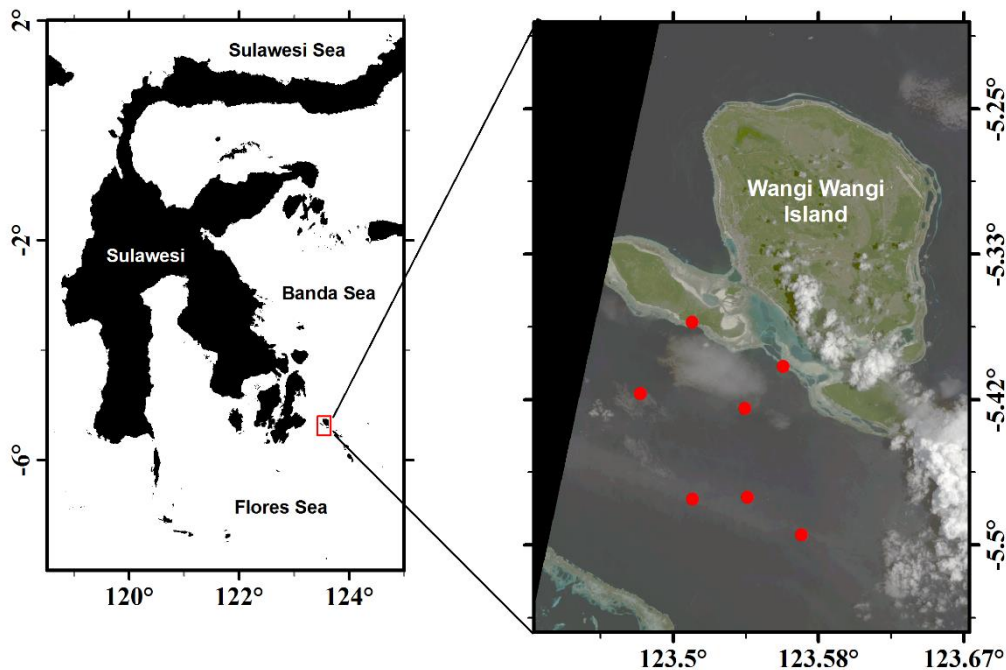 2°
-2°
-6°
120°
122°
124°
Sulawesi Sea
Sulawesi
Banda Sea
Flores Sea
Wangi Wangi
Island
-5.25°
-5.33°
-5.42°
-5.5°
123.5°
123.58°
123.67°